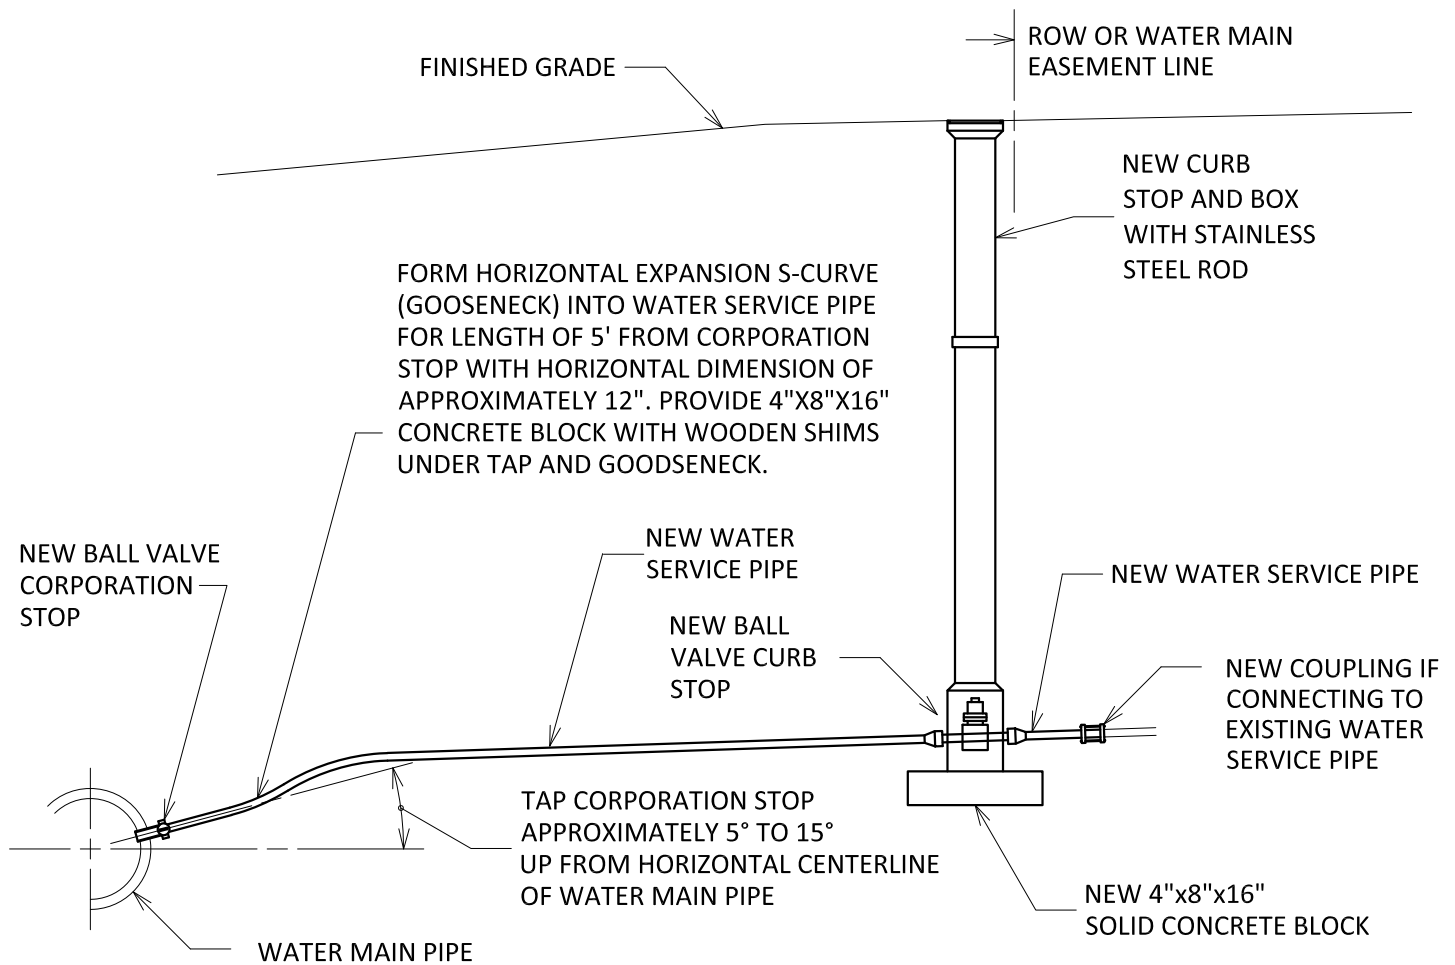 ROW OR WATER MAIN
EASEMENT LINE
FINISHED GRADE
NEW CURB
STOP AND BOX
WITH STAINLESS
STEEL ROD
FORM HORIZONTAL EXPANSION S-CURVE
(GOOSENECK) INTO WATER SERVICE PIPE
FOR LENGTH OF 5' FROM CORPORATION
STOP WITH HORIZONTAL DIMENSION OF
APPROXIMATELY 12". PROVIDE 4"X8"X16"
CONCRETE BLOCK WITH WOODEN SHIMS
UNDER TAP AND GOODSENECK.
NEW BALL VALVE
CORPORATION
STOP
NEW WATER
SERVICE PIPE
NEW WATER SERVICE PIPE
NEW BALL
VALVE CURB
STOP
NEW COUPLING IF
CONNECTING TO
EXISTING WATER
SERVICE PIPE
TAP CORPORATION STOP
APPROXIMATELY 5° TO 15°
UP FROM HORIZONTAL CENTERLINE
OF WATER MAIN PIPE
NEW 4"x8"x16"
SOLID CONCRETE BLOCK
WATER MAIN PIPE